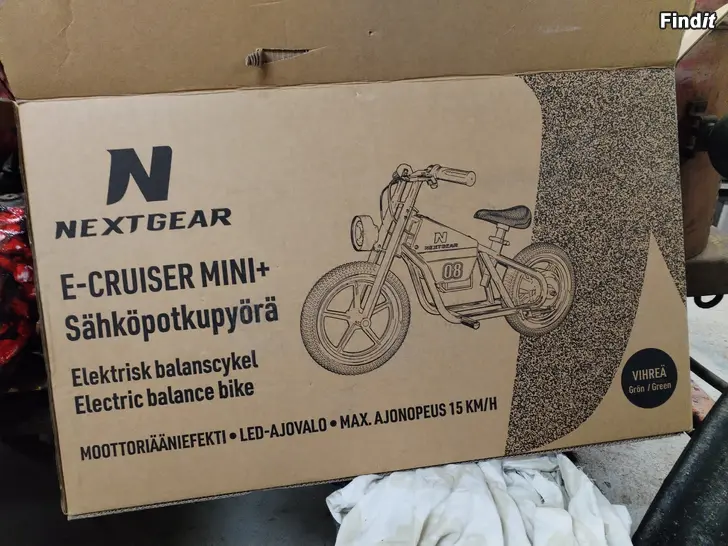 Findit
N
NEXTGEAR
E-CRUISER MINI+
Sähköpotkupyörä
Elektrisk balanscykel
Electric balance bike
MOOTTORIÄÄNIEFEKTI • LED-AJOVALO • MAX. AJONOPEUS 15 KM/H
N
NEXTGEAR
08
VIHREÄ
Grön / Green